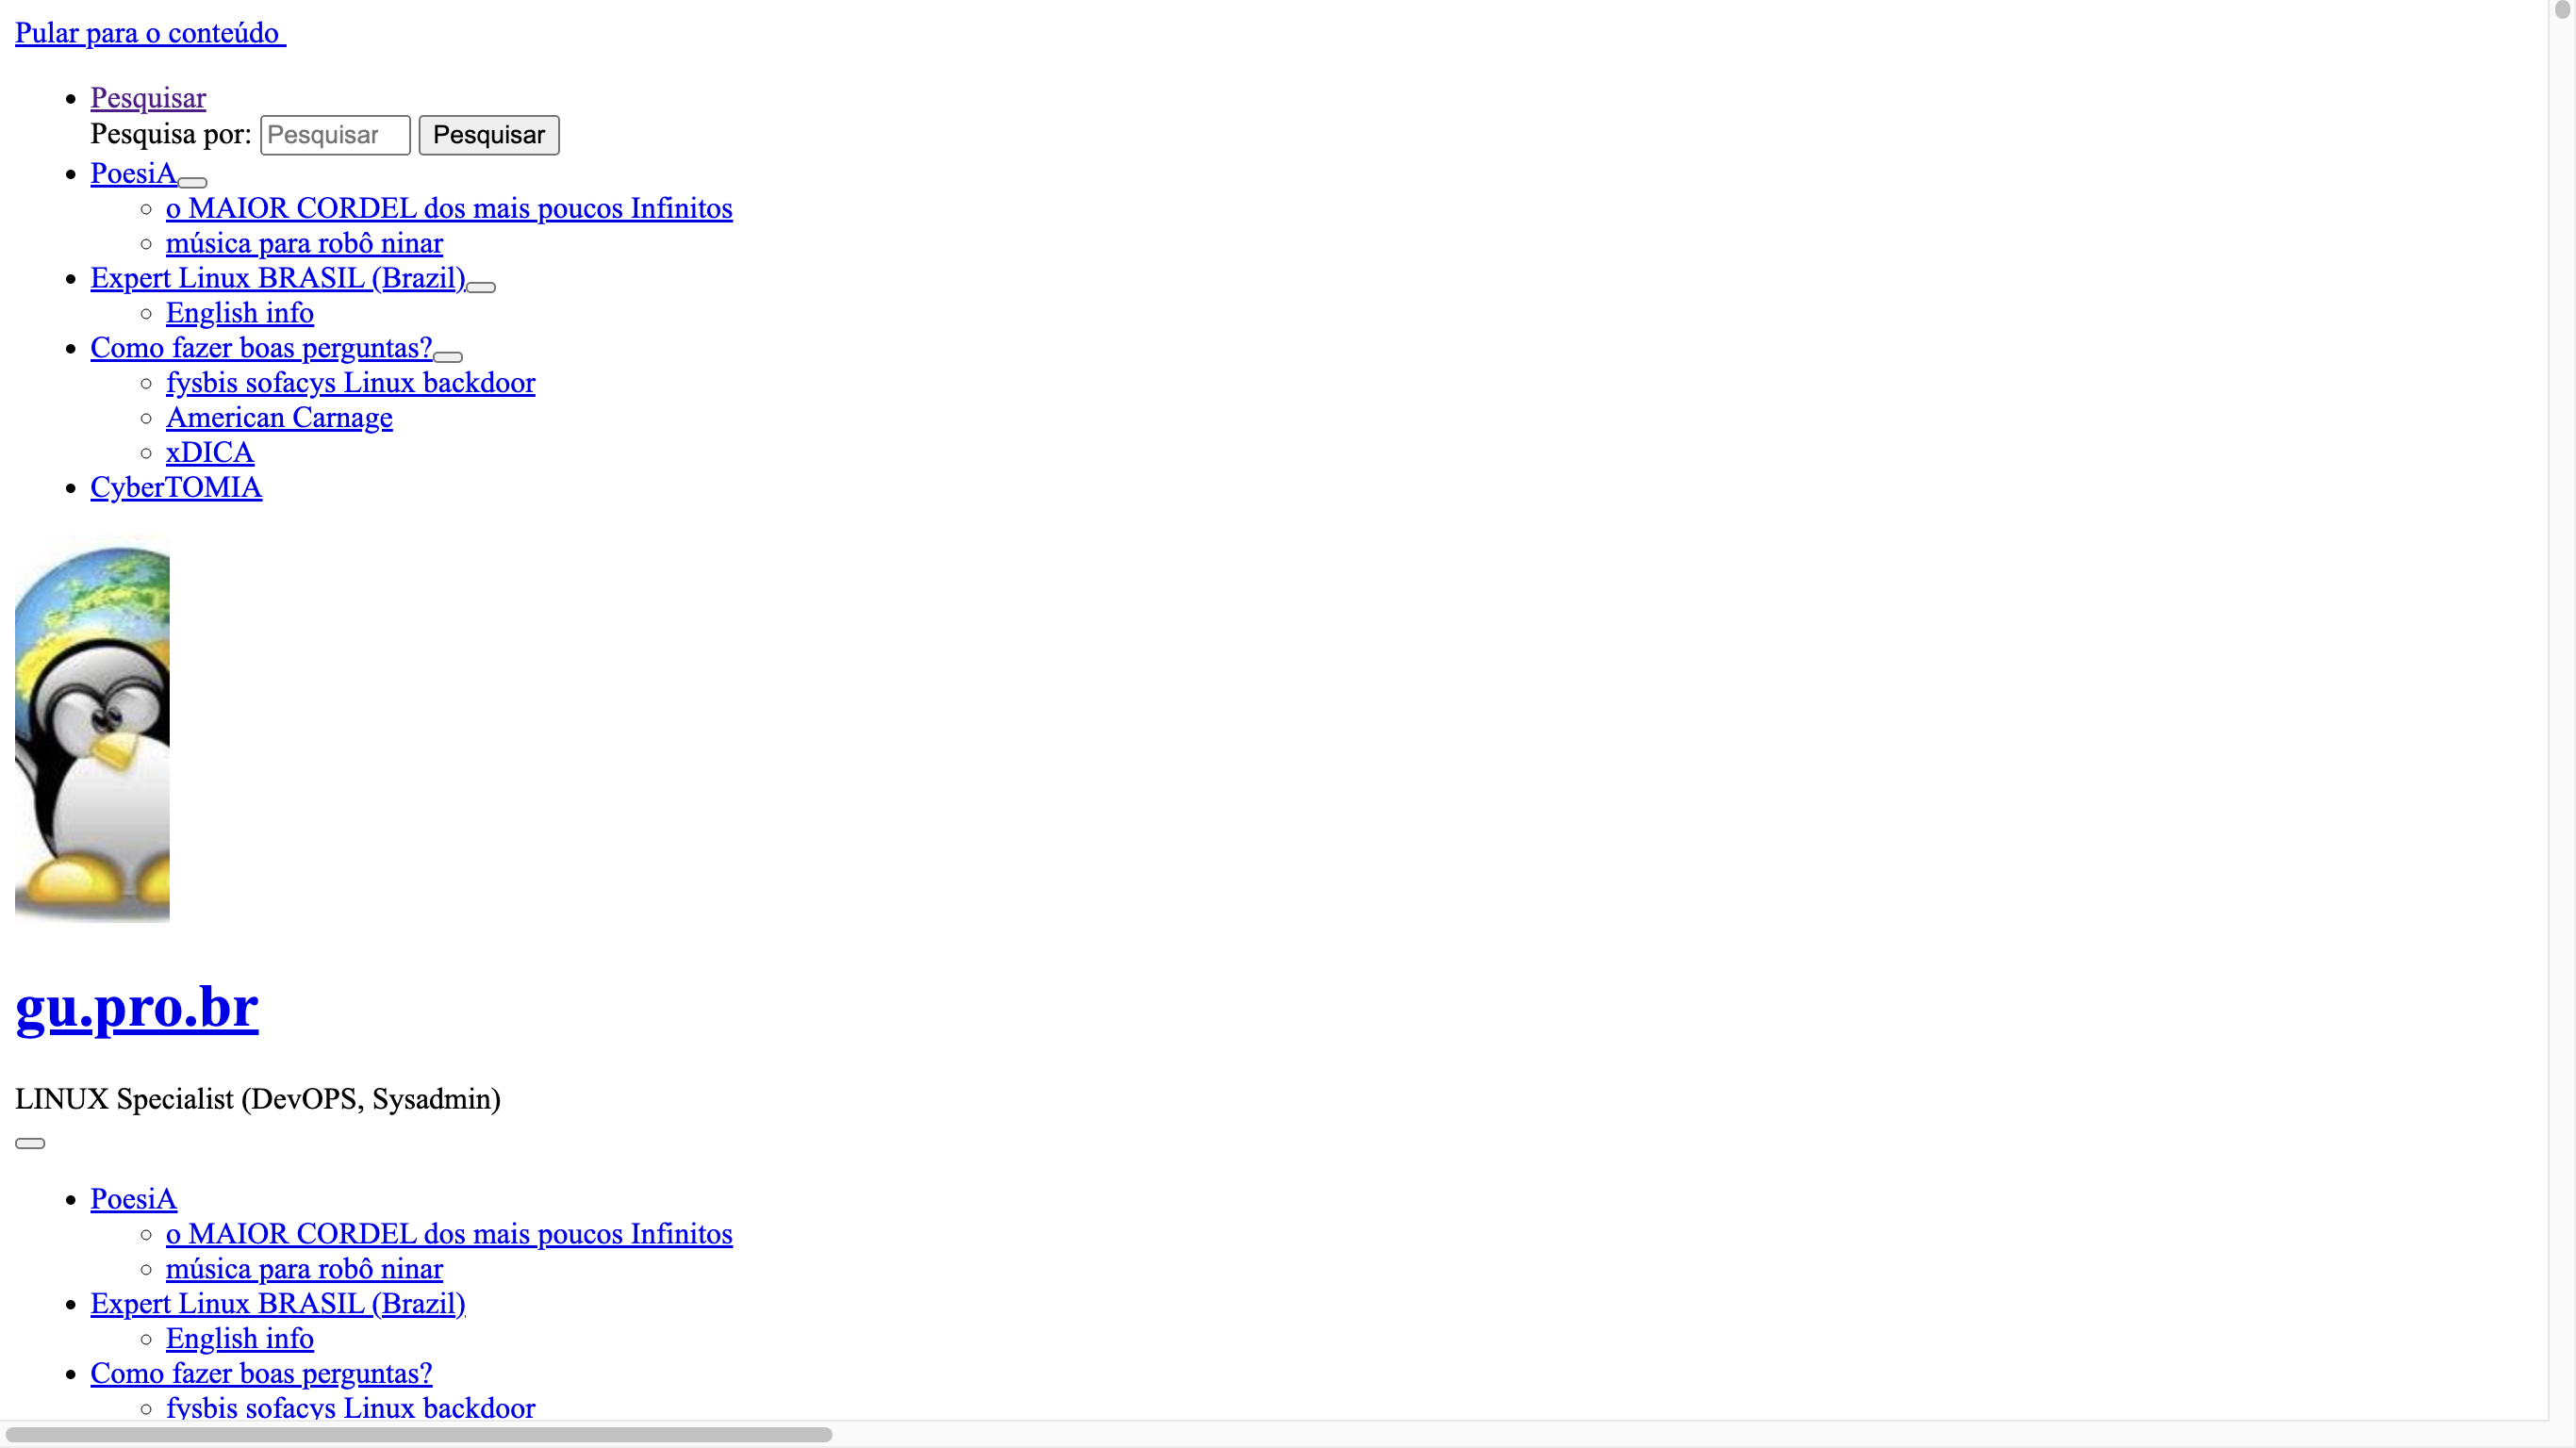 Pular para o conteúdo
Pesquisar
Pesquisa por: Pesquisar Pesquisar
PoesiA
o MAIOR CORDEL dos mais poucos Infinitos
música para robô ninar
Expert Linux BRASIL (Brazil)
English info
Como fazer boas perguntas?
fysbis sofacys Linux backdoor
American Carnage
xDICA
CyberTOMIA
gu.pro.br
LINUX Specialist (DevOPS, Sysadmin)
PoesiA
o MAIOR CORDEL dos mais poucos Infinitos
música para robô ninar
Expert Linux BRASIL (Brazil)
English info
Como fazer boas perguntas?
fysbis sofacys Linux backdoor